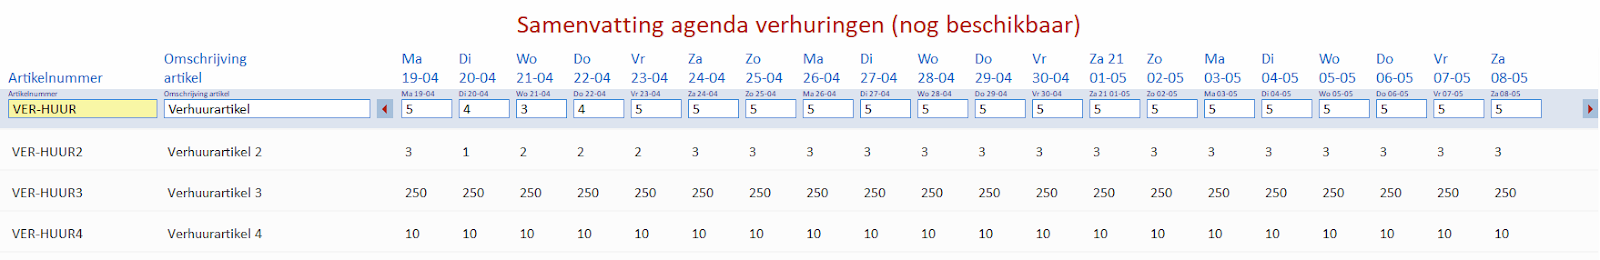 Samenvatting agenda verhuringen (nog beschikbaar)
Omschrijving Ma Di Wo Do Vr Za Zo Ma Di Wo Do Vr Za 21 Zo Ma Di Wo Do Vr Za
Artikelnummer artikel 19-04 20-04 21-04 22-04 23-04 24-04 25-04 26-04 27-04 28-04 29-04 30-04 01-05 02-05 03-05 04-05 05-05 06-05 07-05 08-05
Artikelnummer Omschrijving artikel Ma 19-04 Di 20-04 Wo 21-04 Do 22-04 Vr 23-04 Za 24-04 Zo 25-04 Ma 26-04 Di 27-04 Wo 28-04 Do 29-04 Vr 30-04 Za 21 01-05 Zo 02-05 Ma 03-05 Di 04-05 Wo 05-05 Do 06-05 Vr 07-05 Za 08-05
VER-HUUR Verhuurartikel 5 4 3 4 5 5 5 5 5 5 5 5 5 5 5 5 5 5 5 5
VER-HUUR2 Verhuurartikel 2 3 1 2 2 2 3 3 3 3 3 3 3 3 3 3 3 3 3 3 3
VER-HUUR3 Verhuurartikel 3 250 250 250 250 250 250 250 250 250 250 250 250 250 250 250 250 250 250 250 250
VER-HUUR4 Verhuurartikel 4 10 10 10 10 10 10 10 10 10 10 10 10 10 10 10 10 10 10 10 10